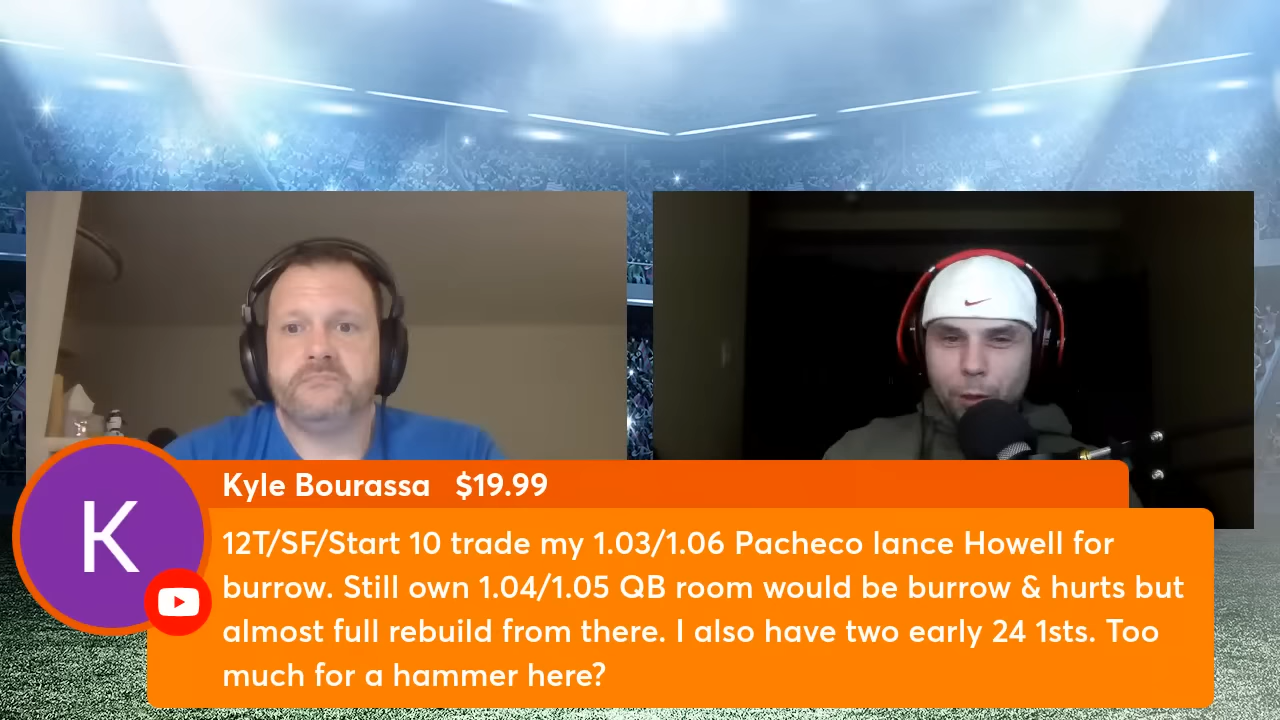 Kyle Bourassa $19.99
K
12T/SF/Start 10 trade my 1.03/1.06 Pacheco lance Howell for
burrow. Still own 1.04/1.05 QB room would be burrow & hurts but
almost full rebuild from there. I also have two early 24 1sts. Too
much for a hammer here?